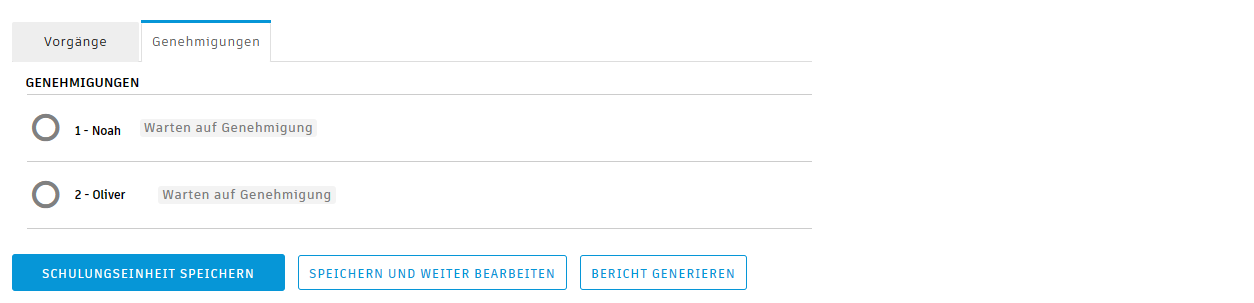 Vorgänge Genehmigungen
GENEHMIGUNGEN
1 - Noah Warten auf Genehmigung
2 - Oliver Warten auf Genehmigung
SCHULUNGSEINHEIT SPEICHERN SPEICHERN UND WEITER BEARBEITEN BERICHT GENERIEREN